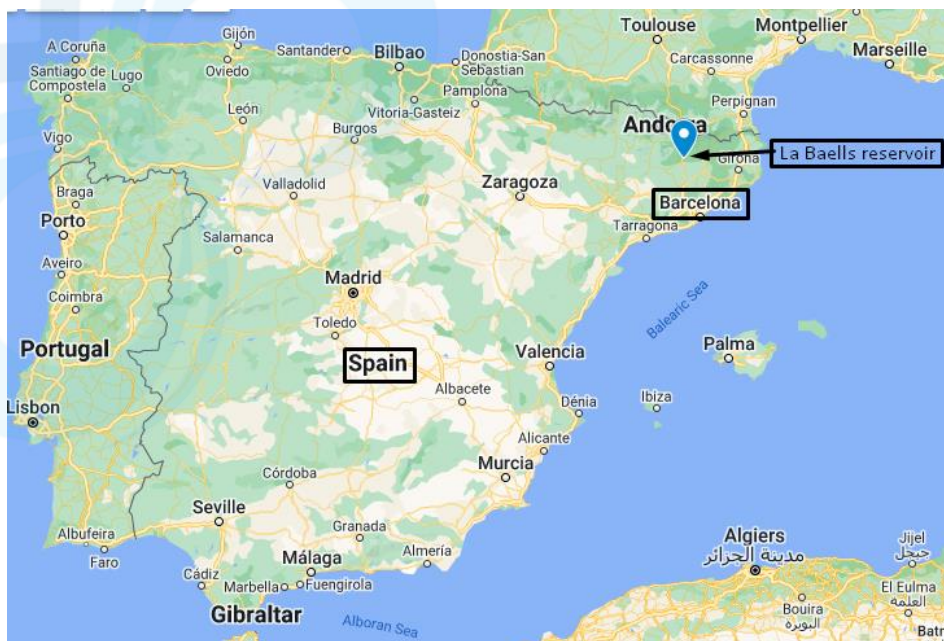 A Coruña
Gijón
Santander
Bilbao
Donostia-San
Sebastian
Toulouse
Montpellier
Marseille
Carcassonne
Santiago de
Compostela
Lugo
Oviedo
Vitoria-Gasteiz
Pamplona
Perpignan
León
Burgos
Andorra
Vigo
Girona
La Baells reservoir
Braga
Valladolid
Zaragoza
Barcelona
Porto
Tarragona
Salamanca
Aveiro
Madrid
Coimbra
Balearic Sea
Toledo
Portugal
Spain
Valencia
Palma
Albacete
Ibiza
Dénia
Lisbon
Alicante
Murcia
Córdoba
Seville
Albufeira
Faro
Granada
Almería
Algiers
مدينة الجزائر
Jijel
جيجل
Málaga
Cádiz
Marbella
Fuengirola
El Eulma
العلمة
Gibraltar
Bouira
البويرة
Alboran Sea
Batn